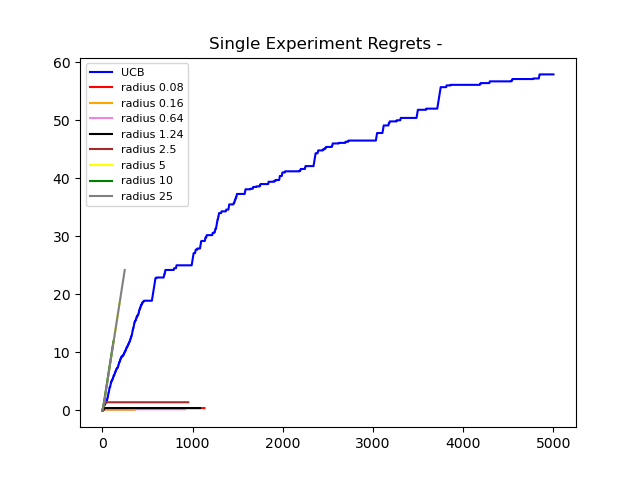 Single Experiment Regrets -
60
50
40
30
20
10
0
UCB
radius 0.08
radius 0.16
radius 0.64
radius 1.24
radius 2.5
radius 5
radius 10
radius 25
0 1000 2000 3000 4000 5000